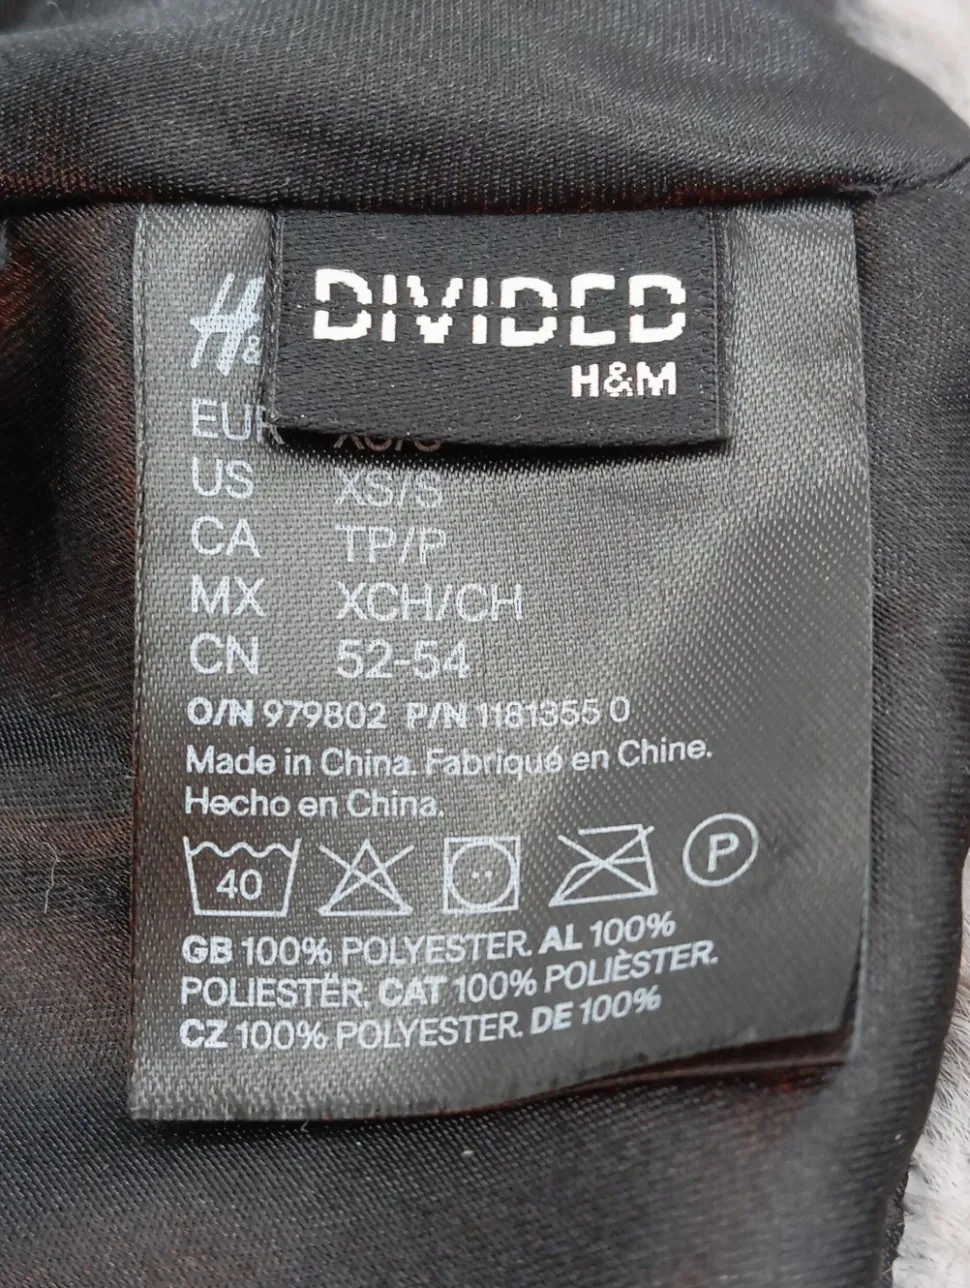 DIVIDED
H&M
H&
EUR XS/S
US XS/S
CA TP/P
MX XCH/CH
CN 52-54
O/N 979802 P/N 1181355 0
Made in China. Fabriqué en Chine.
Hecho en China.
40 P
GB 100% POLYESTER. AL 100%
POLIESTËR. CAT 100% POLIÈSTER.
CZ 100% POLYESTER. DE 100%